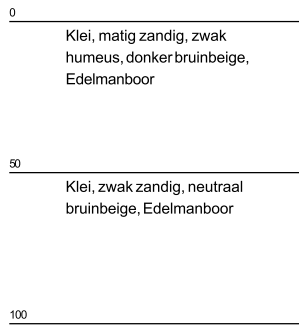 0
Klei, matig zandig, zwak
humeus, donker bruinbeige,
Edelmanboor
50
Klei, zwak zandig, neutraal
bruinbeige, Edelmanboor
100